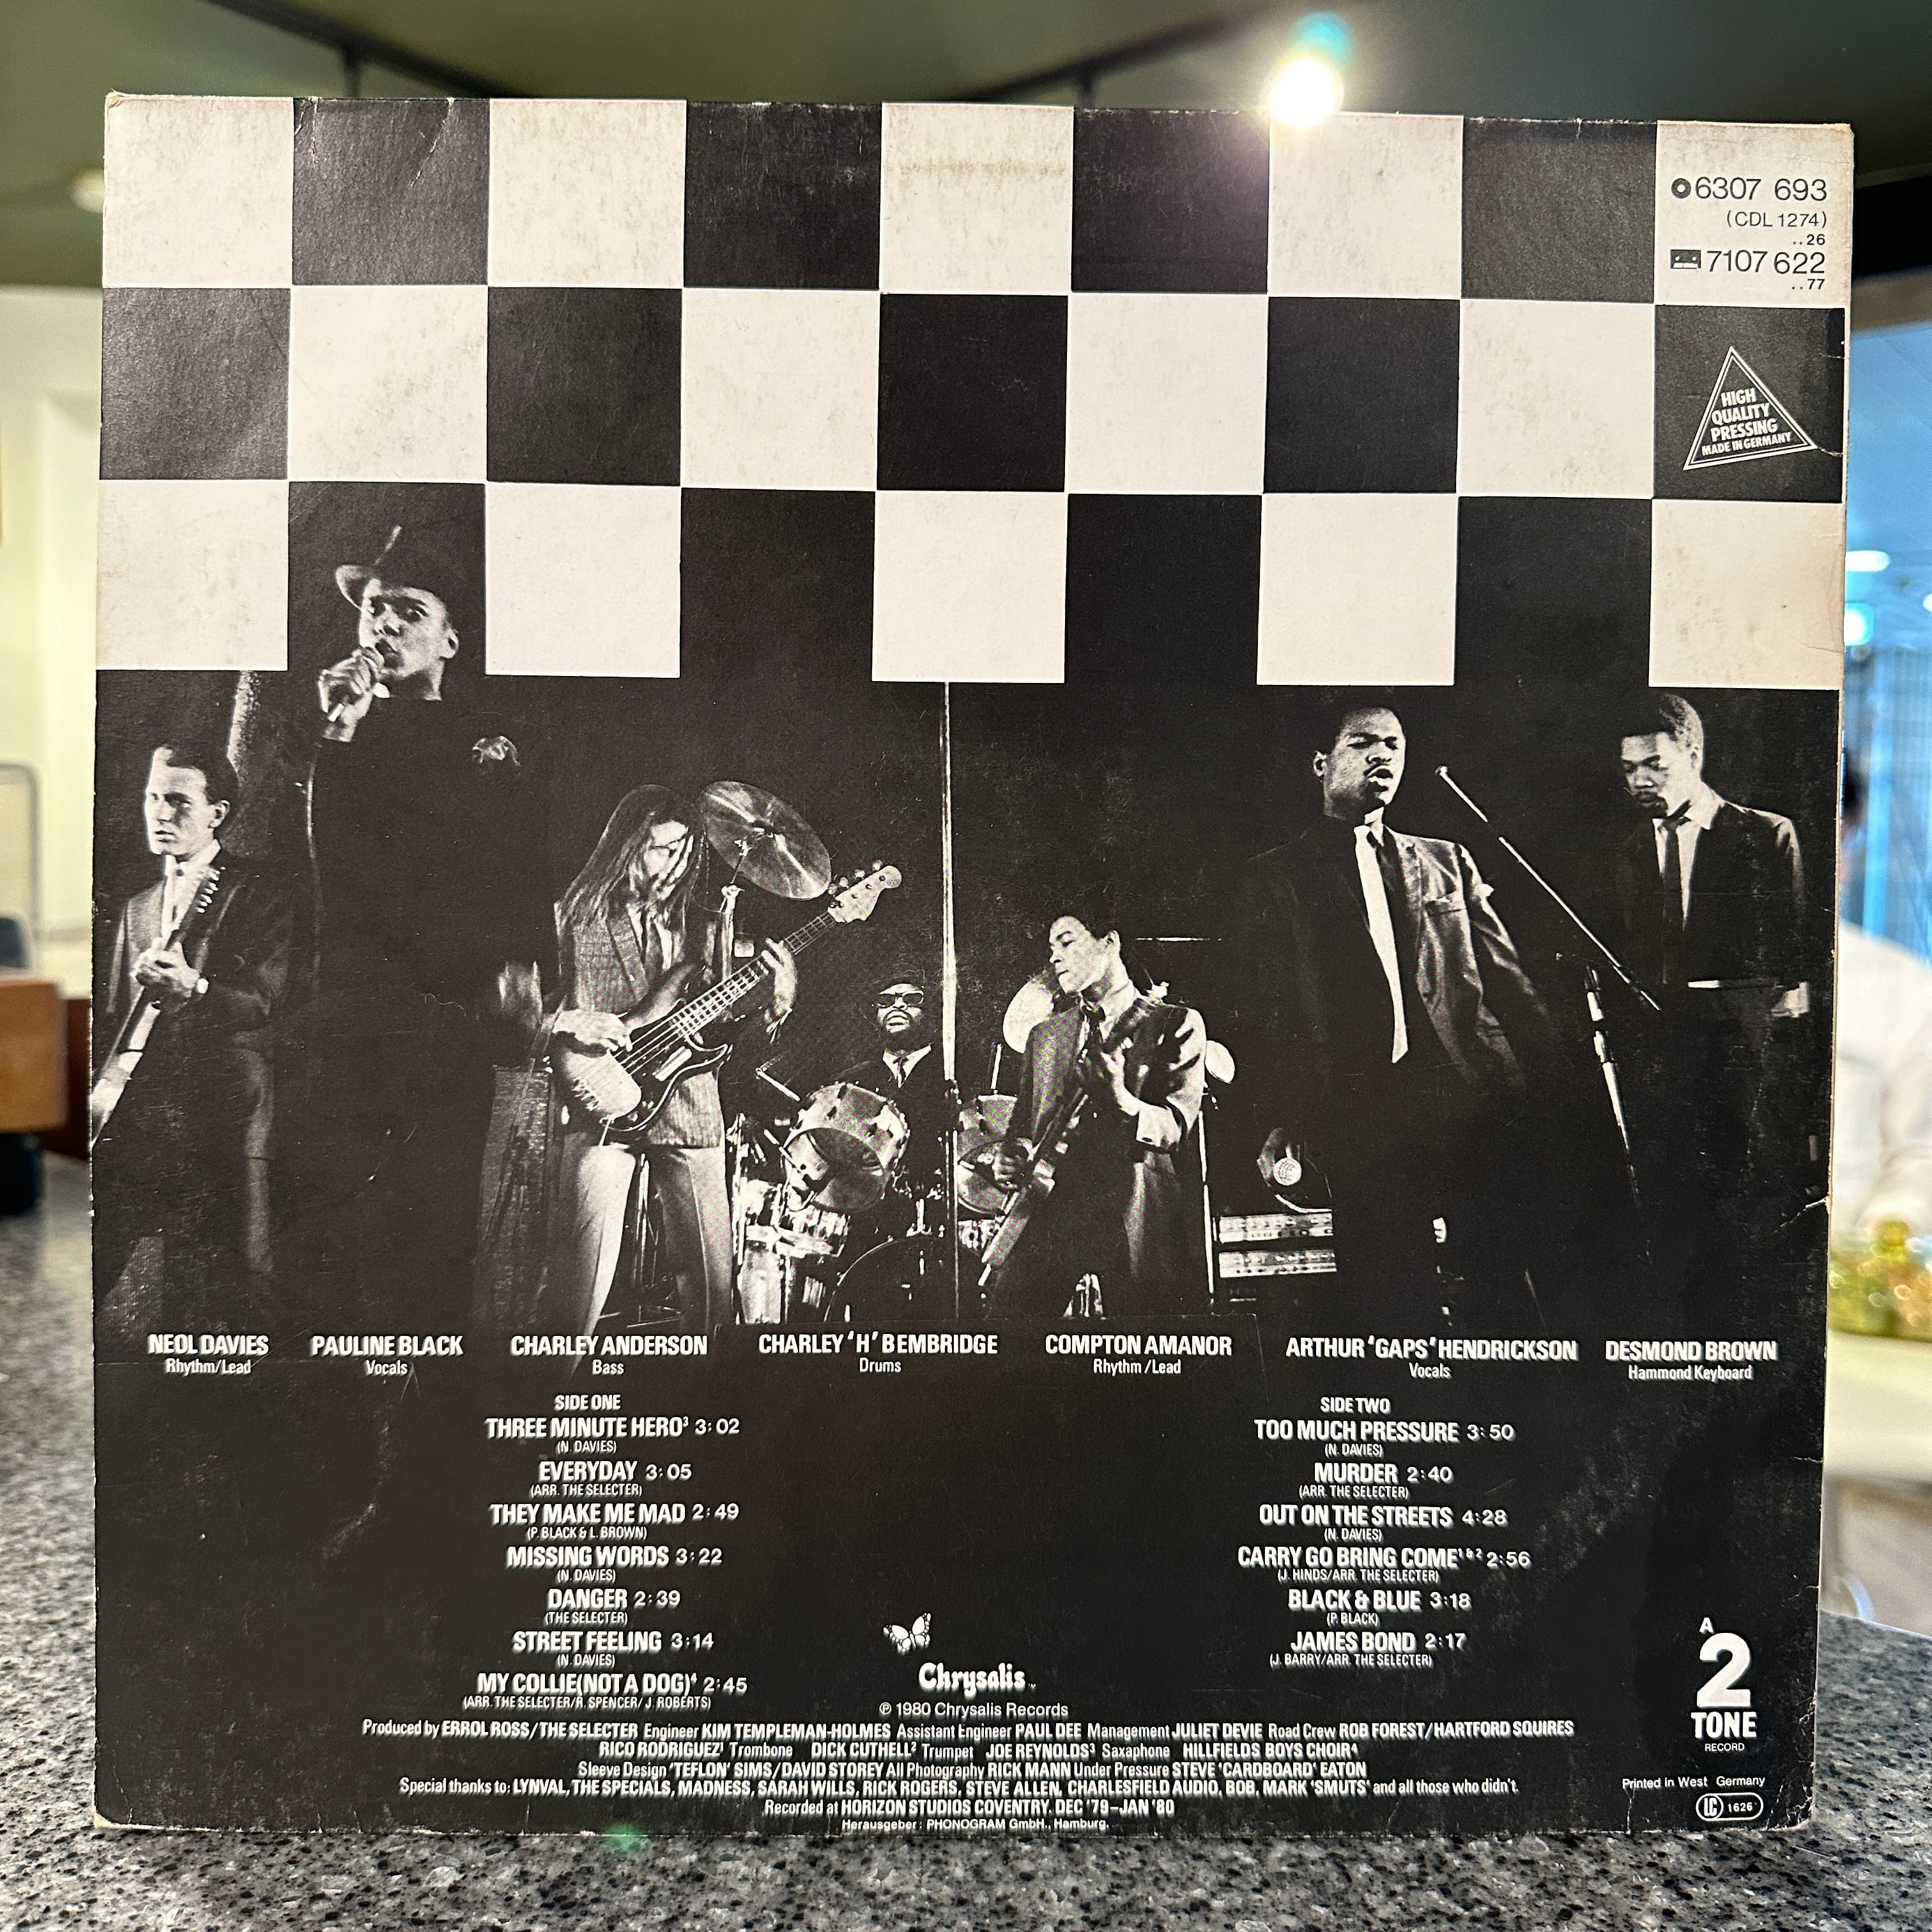 6307 693
(CDL 1274)
..26
7107 622
..77
HIGH
QUALITY
PRESSING
MADE IN GERMANY
NEOL DAVIES
Rhythm/Lead
PAULINE BLACK
Vocals
CHARLEY ANDERSON
Bass
CHARLEY 'H' BEMBRIDGE
Drums
COMPTON AMANOR
Rhythm/Lead
ARTHUR 'GAPS' HENDRICKSON
Vocals
DESMOND BROWN
Hammond Keyboard
SIDE ONE
THREE MINUTE HERO³ 3:02
(N. DAVIES)
EVERYDAY 3:05
(ARR. THE SELECTER)
THEY MAKE ME MAD 2:49
(P. BLACK & L. BROWN)
MISSING WORDS 3:22
(N. DAVIES)
DANGER 2:39
(THE SELECTER)
STREET FEELING 3:14
(N. DAVIES)
MY COLLIE(NOT A DOG)⁴ 2:45
(ARR. THE SELECTER/R. SPENCER/ J. ROBERTS)
SIDE TWO
TOO MUCH PRESSURE 3:50
(N. DAVIES)
MURDER 2:40
(ARR. THE SELECTER)
OUT ON THE STREETS 4:28
(N. DAVIES)
CARRY GO BRING COME¹&² 2:56
(J. HINDS/ARR. THE SELECTER)
BLACK & BLUE 3:18
(P. BLACK)
JAMES BOND 2:17
(J. BARRY/ARR. THE SELECTER)
Chrysalis TM
℗ 1980 Chrysalis Records
Produced by ERROL ROSS/THE SELECTER Engineer KIM TEMPLEMAN-HOLMES Assistant Engineer PAUL DEE Management JULIET DEVIE Road Crew ROB FOREST/HARTFORD SQUIRES
RICO RODRIGUEZ¹ Trombone DICK CUTHELL² Trumpet JOE REYNOLDS³ Saxaphone HILLFIELDS BOYS CHOIR⁴
Sleeve Design 'TEFLON' SIMS/DAVID STOREY All Photography RICK MANN Under Pressure STEVE 'CARDBOARD' EATON
Special thanks to: LYNVAL, THE SPECIALS, MADNESS, SARAH WILLS, RICK ROGERS, STEVE ALLEN, CHARLESFIELD AUDIO, BOB, MARK 'SMUTS' and all those who didn't.
Recorded at HORIZON STUDIOS COVENTRY. DEC '79–JAN '80
Herausgeber: PHONOGRAM GmbH., Hamburg.
A
2
TONE
RECORD
Printed in West Germany
LC 1626